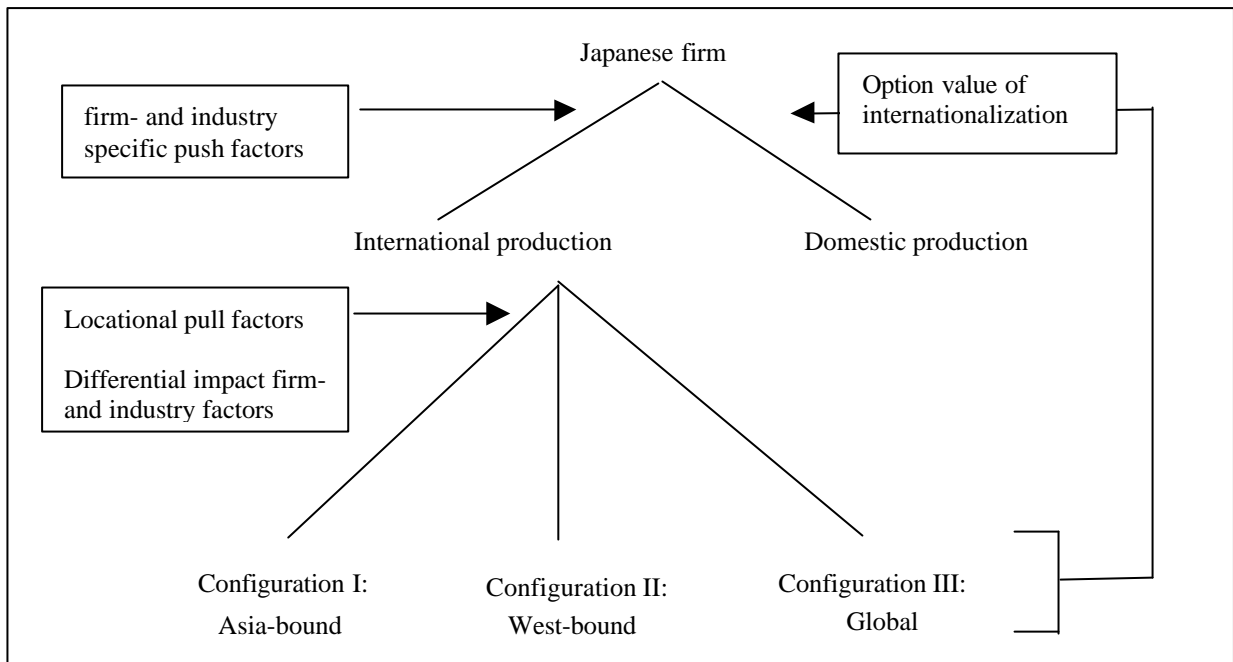 Japanese firm
Option value of
internationalization
firm- and industry
specific push factors
International production
Domestic production
Locational pull factors
Differential impact firm-
and industry factors
Configuration I:
Asia-bound
Configuration II:
West-bound
Configuration III:
Global